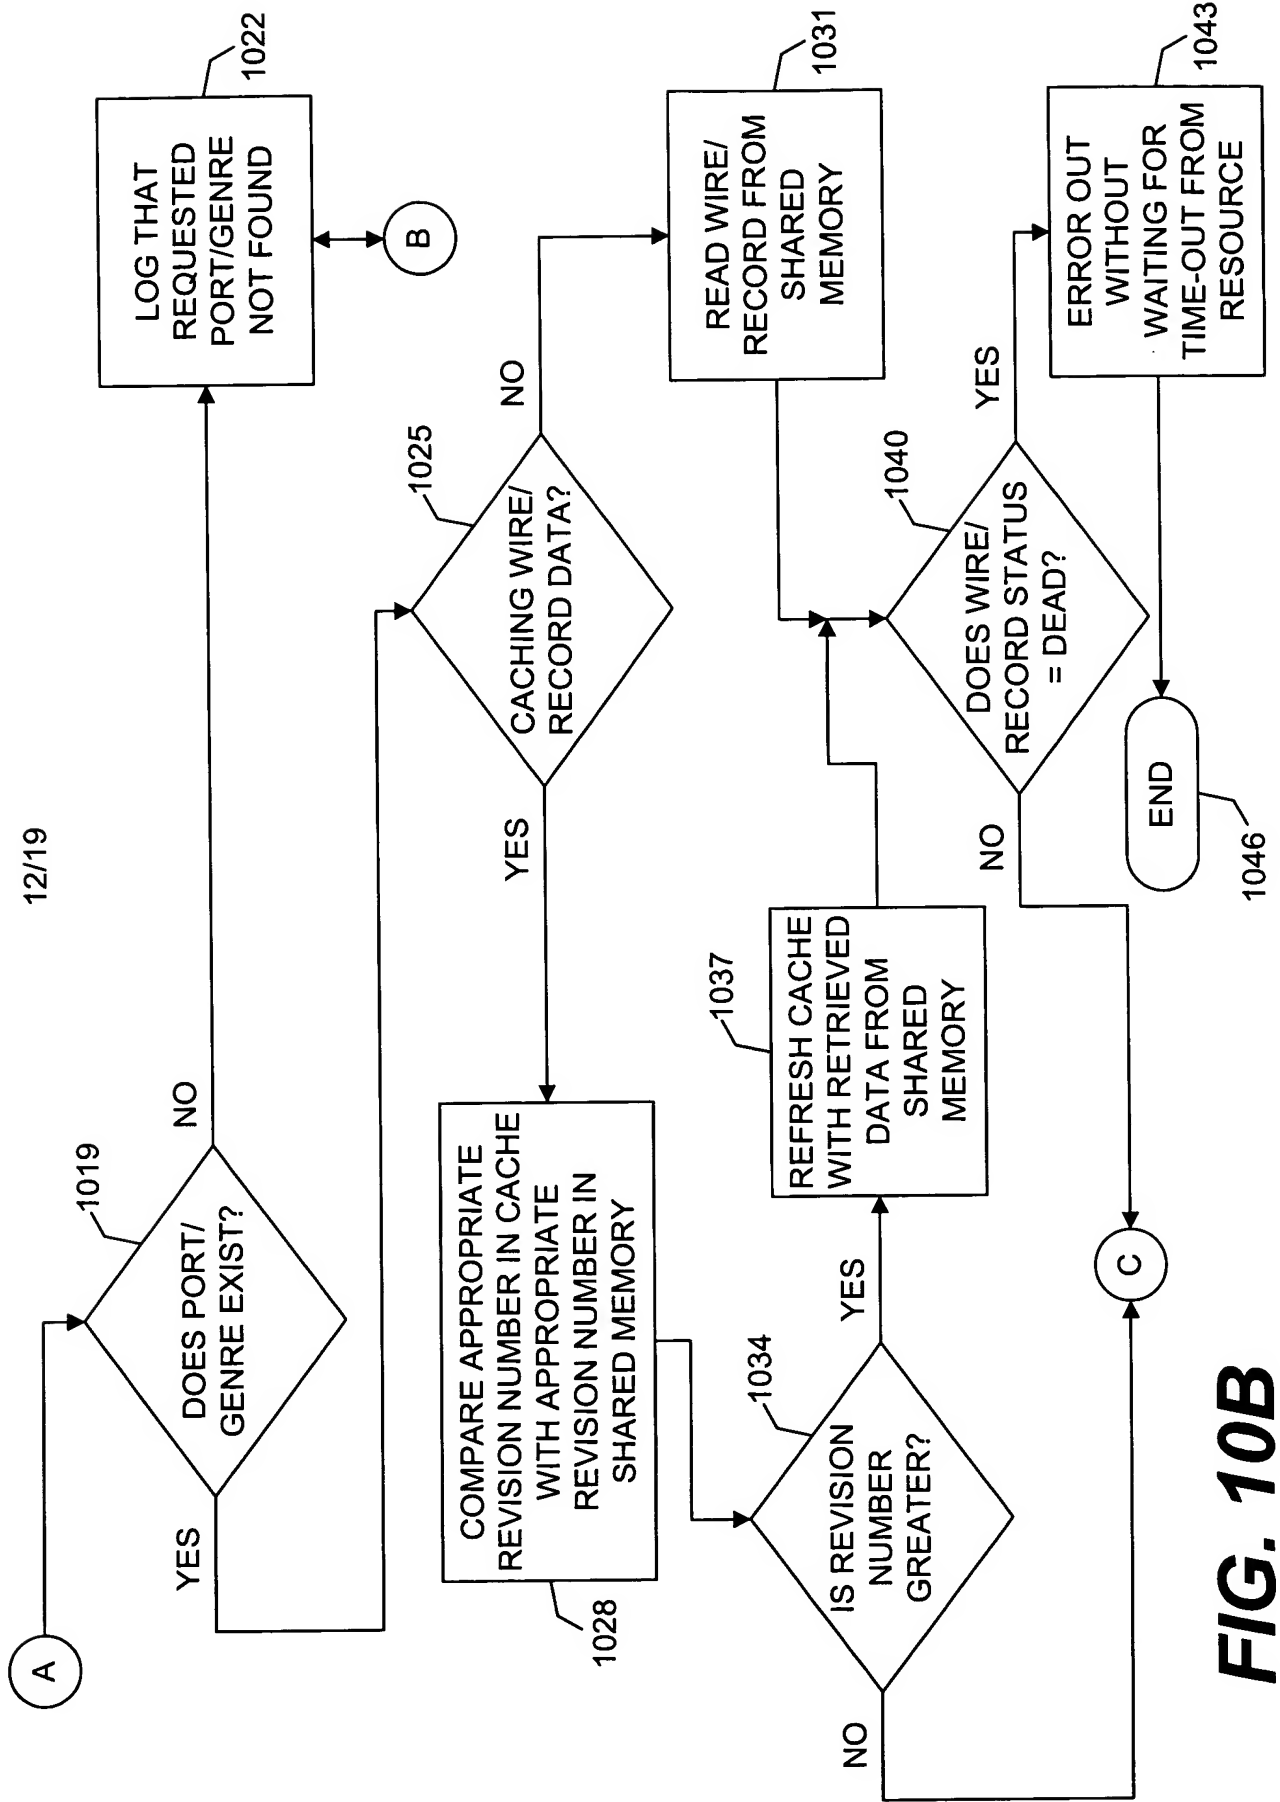 12/19
A
DOES PORT/
GENRE EXIST?
1019
YES
NO
LOG THAT
REQUESTED
PORT/GENRE
NOT FOUND
1022
B
CACHING WIRE/
RECORD DATA?
1025
YES
NO
COMPARE APPROPRIATE
REVISION NUMBER IN CACHE
WITH APPROPRIATE
REVISION NUMBER IN
SHARED MEMORY
1028
READ WIRE/
RECORD FROM
SHARED
MEMORY
1031
IS REVISION
NUMBER
GREATER?
1034
YES
NO
REFRESH CACHE
WITH RETRIEVED
DATA FROM
SHARED
MEMORY
1037
DOES WIRE/
RECORD STATUS
= DEAD?
1040
NO
YES
ERROR OUT
WITHOUT
WAITING FOR
TIME-OUT FROM
RESOURCE
1043
END
1046
C
FIG. 10B